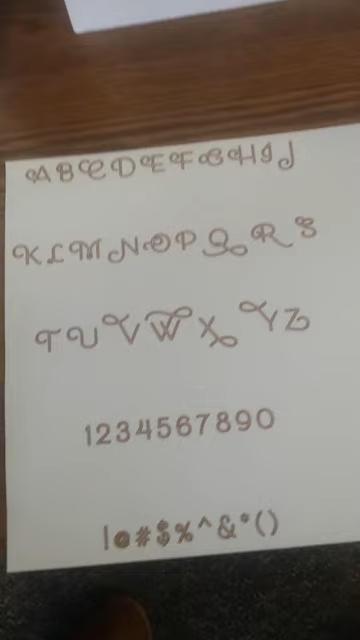 ABCDEFGHIJ
KLMNOPQRS
TUVWXYZ
1234567890
!@#$%^&*()